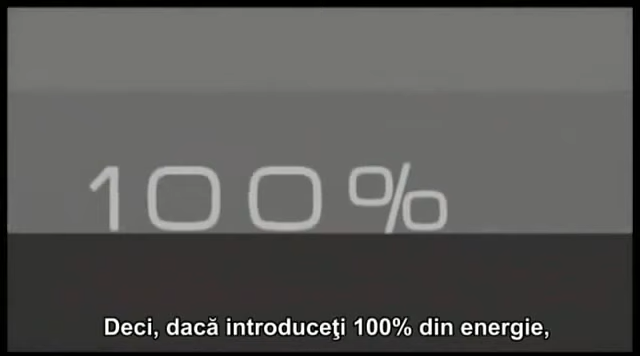 100%
Deci, dacă introduceţi 100% din energie,